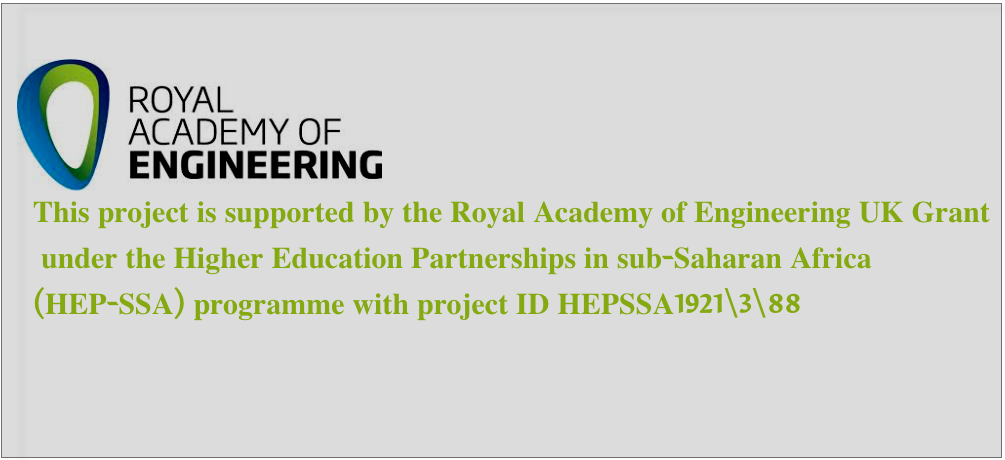 ROYAL
ACADEMY OF
ENGINEERING
This project is supported by the Royal Academy of Engineering UK Grant
under the Higher Education Partnerships in sub-Saharan Africa
(HEP-SSA) programme with project ID HEPSSA1921\3\88